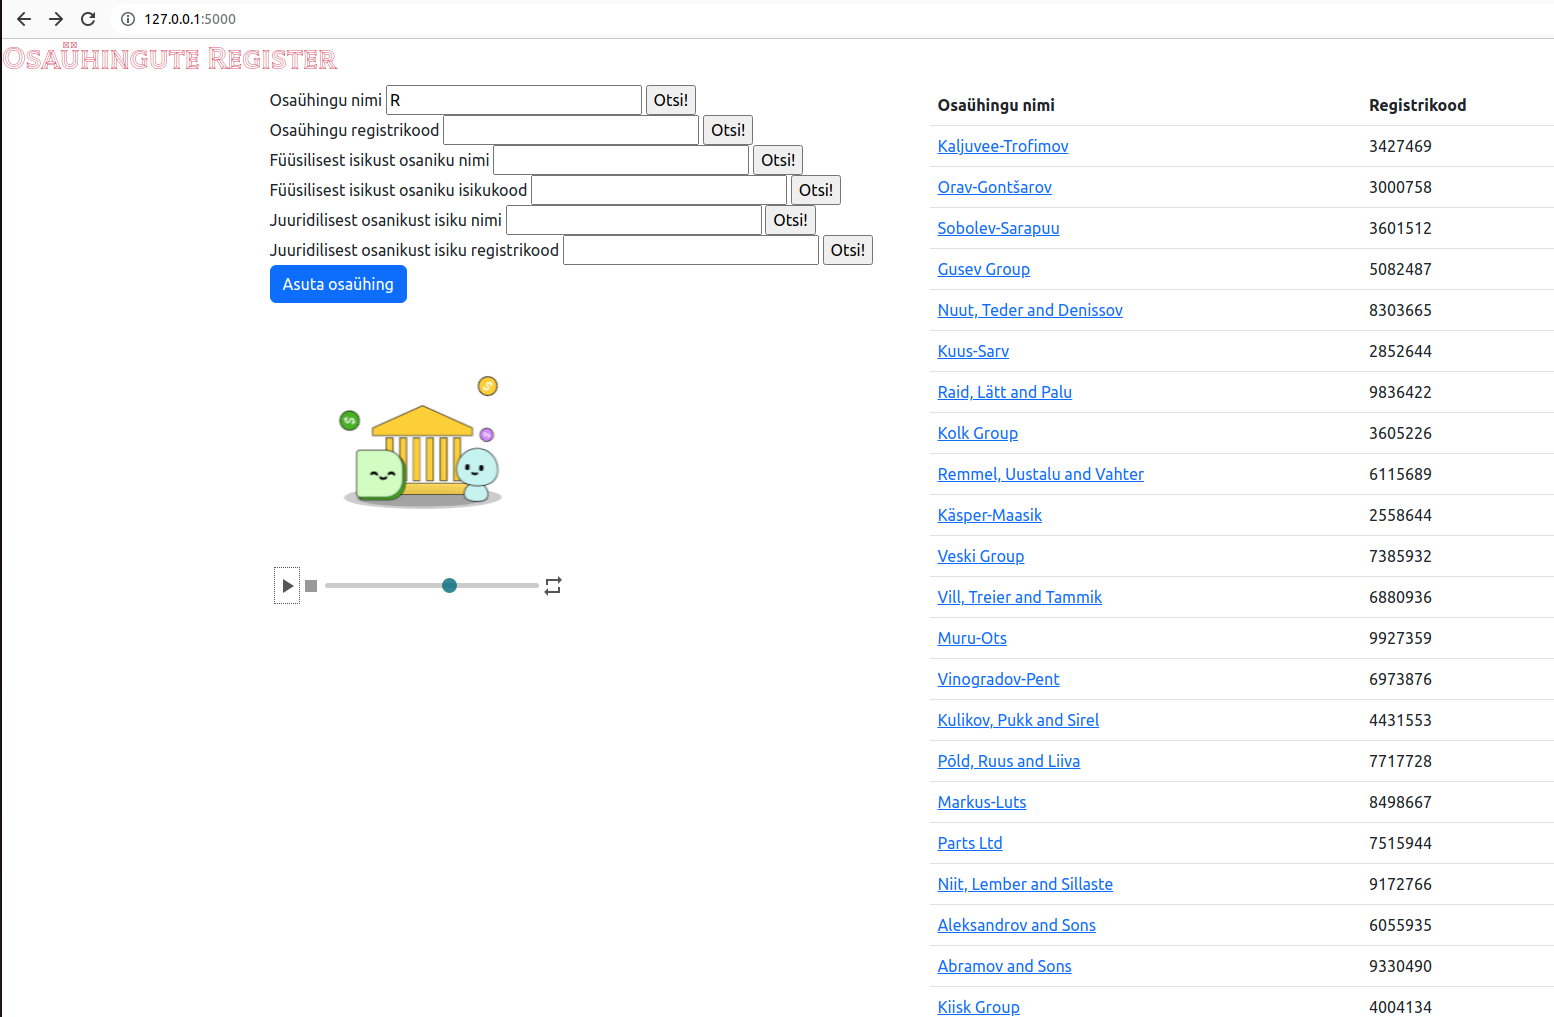 127.0.0.1:5000
Osaühingute Register
Osaühingu nimi R Otsi!
Osaühingu registrikood Otsi!
Füüsilisest isikust osaniku nimi Otsi!
Füüsilisest isikust osaniku isikukood Otsi!
Juuridilisest osanikust isiku nimi Otsi!
Juuridilisest osanikust isiku registrikood Otsi!
Asuta osaühing
Osaühingu nimi Registrikood
Kaljuvee-Trofimov 3427469
Orav-Gontšarov 3000758
Sobolev-Sarapuu 3601512
Gusev Group 5082487
Nuut, Teder and Denissov 8303665
Kuus-Sarv 2852644
Raid, Lätt and Palu 9836422
Kolk Group 3605226
Remmel, Uustalu and Vahter 6115689
Käsper-Maasik 2558644
Veski Group 7385932
Vill, Treier and Tammik 6880936
Muru-Ots 9927359
Vinogradov-Pent 6973876
Kulikov, Pukk and Sirel 4431553
Põld, Ruus and Liiva 7717728
Markus-Luts 8498667
Parts Ltd 7515944
Niit, Lember and Sillaste 9172766
Aleksandrov and Sons 6055935
Abramov and Sons 9330490
Kiisk Group 4004134